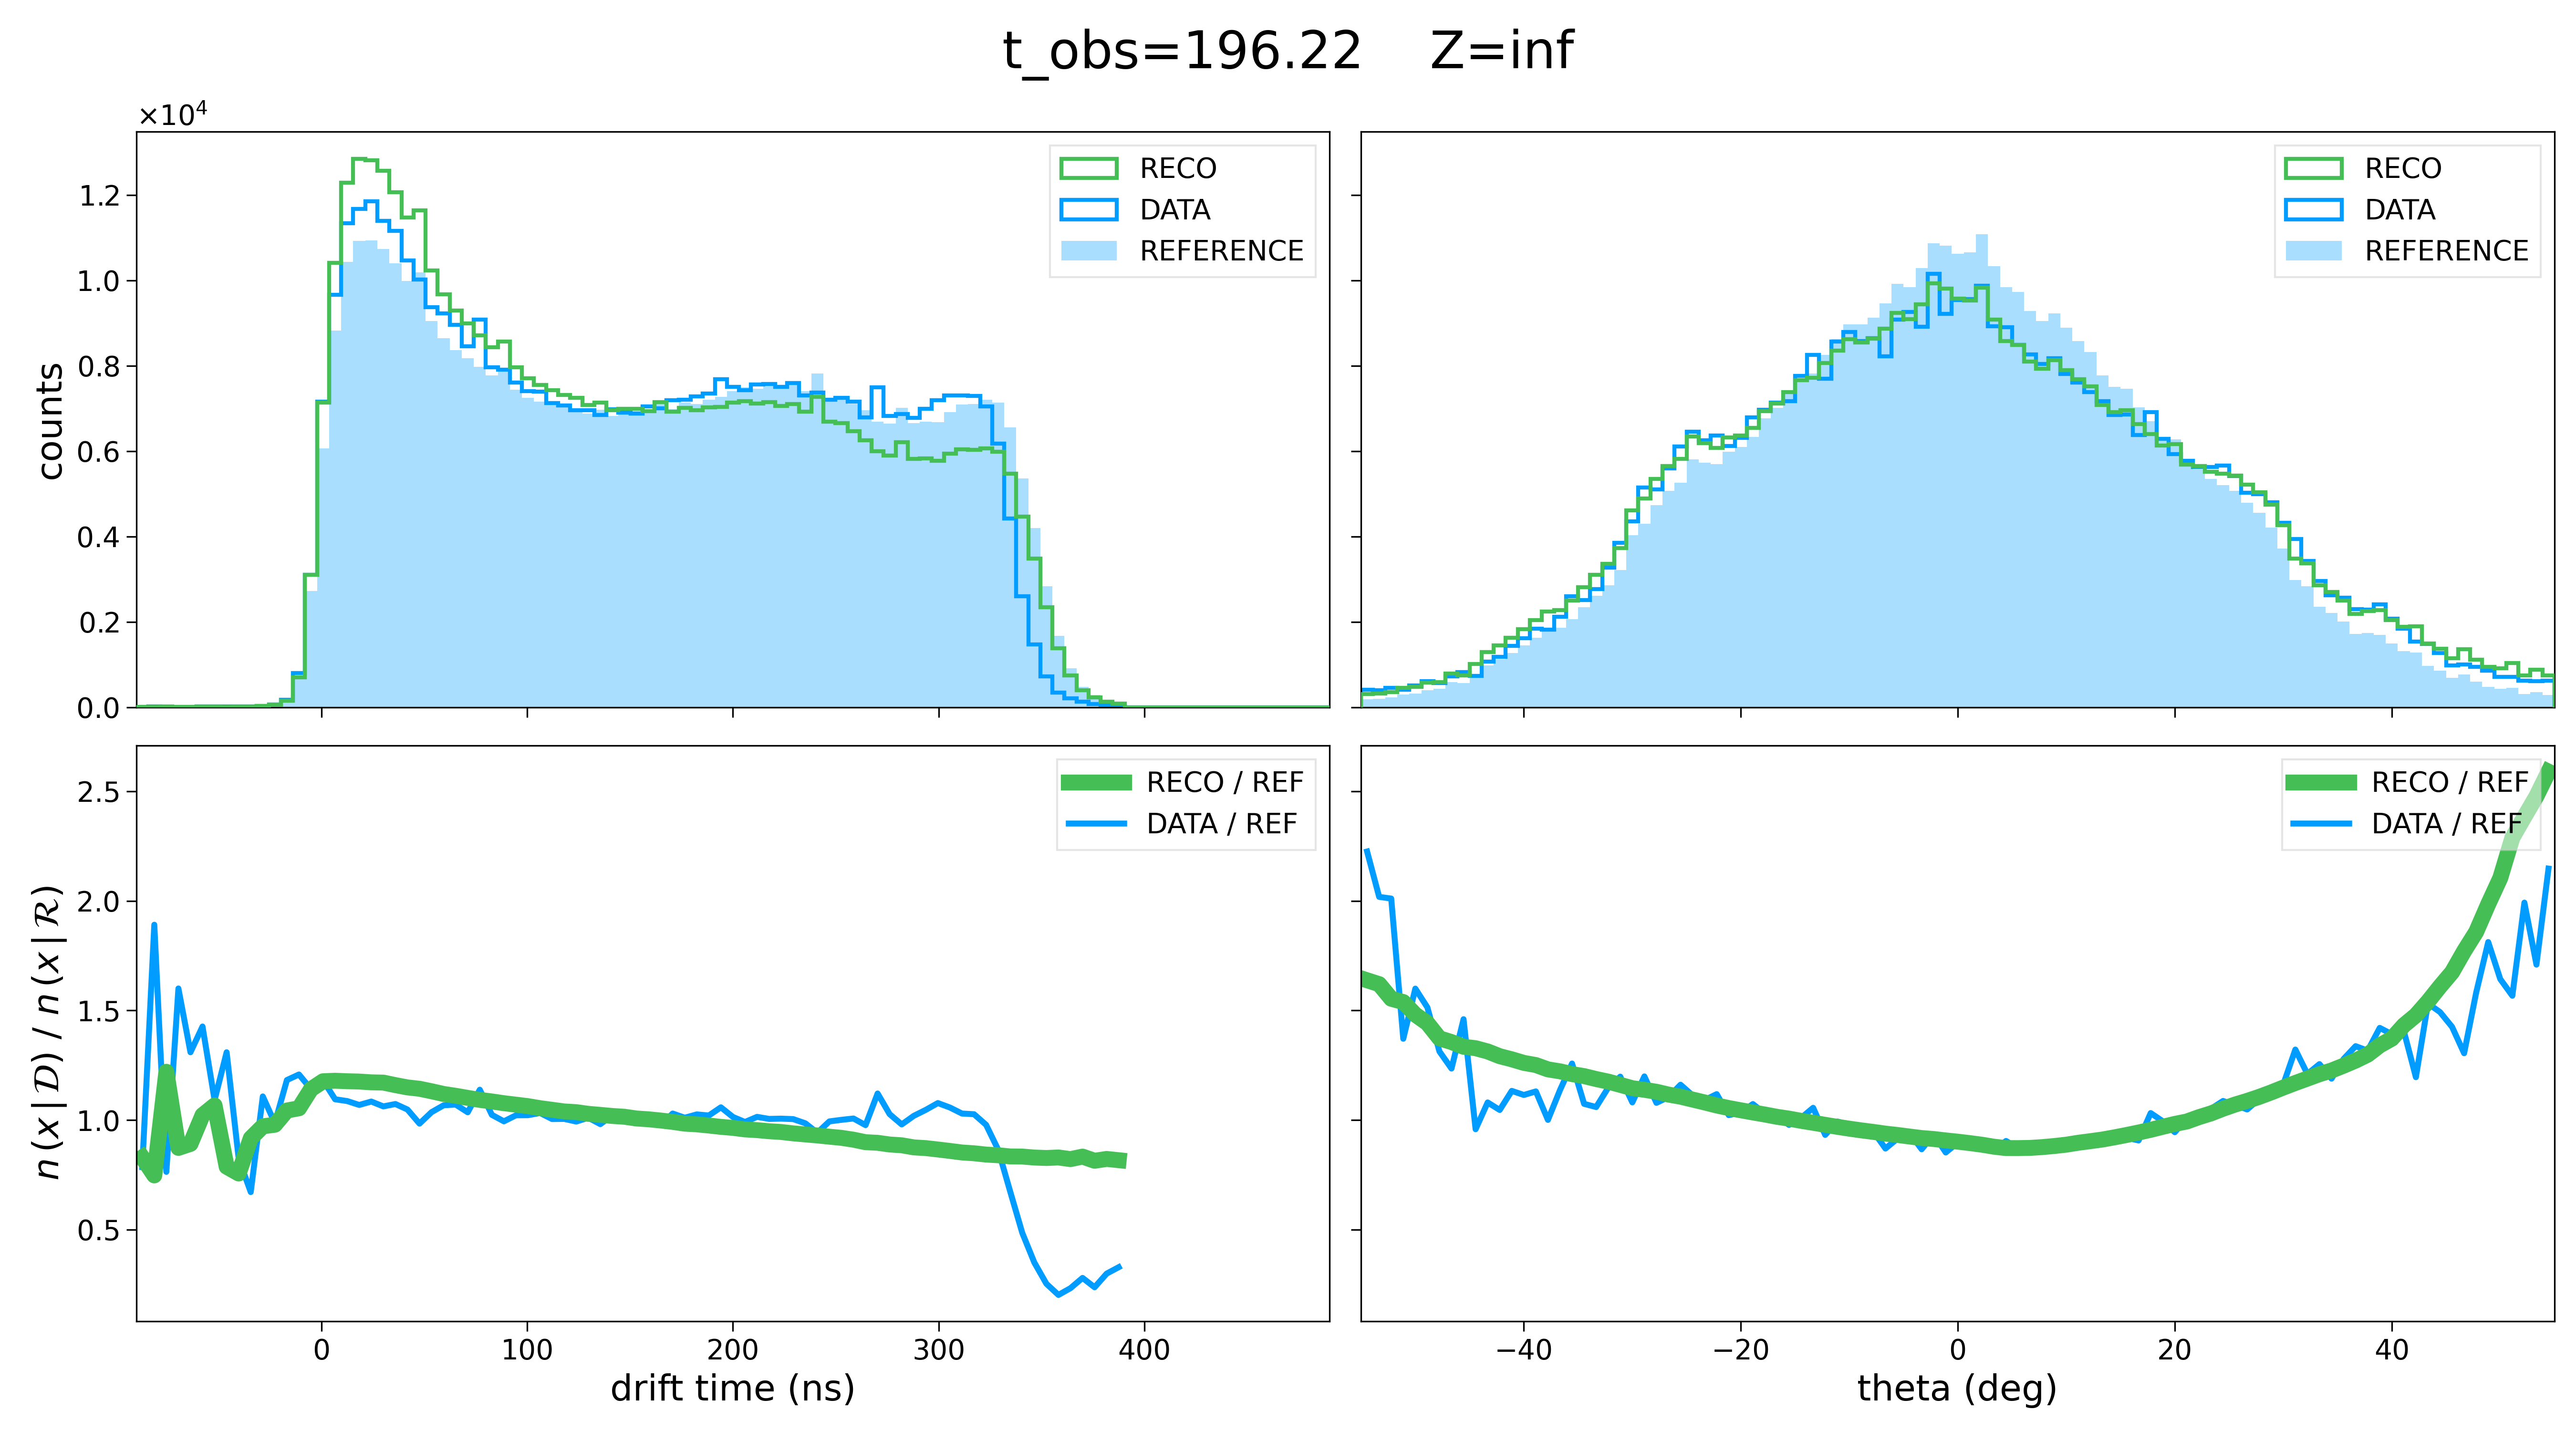 t_obs=196.22    Z=inf
×10⁴
counts
1.2
1.0
0.8
0.6
0.4
0.2
0.0
RECO
DATA
REFERENCE
RECO
DATA
REFERENCE
n(x|𝒟) / n(x|ℛ)
2.5
2.0
1.5
1.0
0.5
RECO / REF
DATA / REF
0 100 200 300 400
drift time (ns)
RECO / REF
DATA / REF
−40 −20 0 20 40
theta (deg)